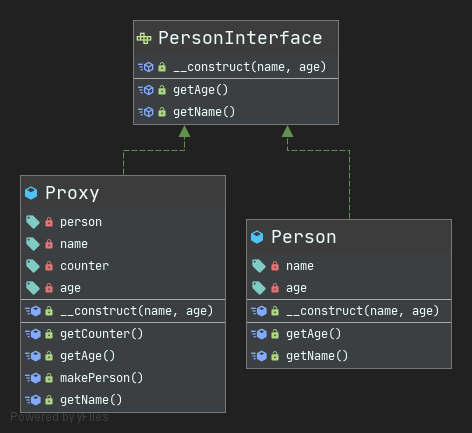 PersonInterface
__construct(name, age)
getAge()
getName()
Proxy
person
name
counter
age
__construct(name, age)
getCounter()
getAge()
makePerson()
getName()
Person
name
age
__construct(name, age)
getAge()
getName()
Powered by yFiles